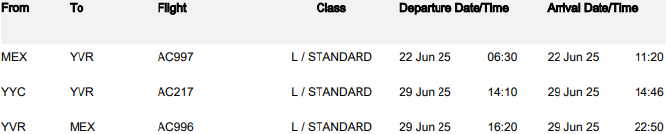 From To Flight Class Departure Date/Time Arrival Date/Time
MEX YVR AC997 L / STANDARD 22 Jun 25 06:30 22 Jun 25 11:20
YYC YVR AC217 L / STANDARD 29 Jun 25 14:10 29 Jun 25 14:46
YVR MEX AC996 L / STANDARD 29 Jun 25 16:20 29 Jun 25 22:50